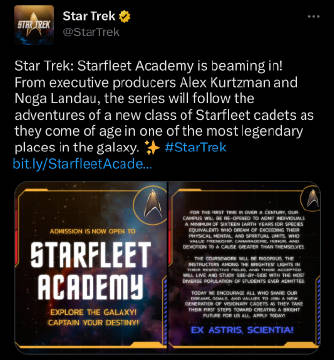 Star Trek
@StarTrek
Star Trek: Starfleet Academy is beaming in!
From executive producers Alex Kurtzman and
Noga Landau, the series will follow the
adventures of a new class of Starfleet cadets as
they come of age in one of the most legendary
places in the galaxy. ✨ #StarTrek
bit.ly/StarfleetAcade...
ADMISSION IS NOW OPEN TO
STARFLEET
ACADEMY
EXPLORE THE GALAXY!
CAPTAIN YOUR DESTINY!
FOR THE FIRST TIME IN OVER A CENTURY, OUR
CAMPUS WILL BE RE-OPENED TO ADMIT INDIVIDUALS
A MINIMUM OF SIXTEEN EARTH YEARS (OR SPECIES
EQUIVALENT) WHO DREAM OF EXCEEDING THEIR
PHYSICAL, MENTAL, AND SPIRITUAL LIMITS, WHO
VALUE FRIENDSHIP, CAMARADERIE, HONOR, AND
DEVOTION TO A CAUSE GREATER THAN THEMSELVES
THE COURSEWORK WILL BE RIGOROUS, THE
INSTRUCTORS AMONG THE BRIGHTEST LIGHTS IN
THEIR RESPECTIVE FIELDS, AND THOSE ACCEPTED
WILL LIVE AND STUDY SIDE-BY-SIDE WITH THE MOST
DIVERSE POPULATION OF STUDENTS EVER ADMITTED
TODAY WE ENCOURAGE ALL WHO SHARE OUR
DREAMS, GOALS, AND VALUES TO JOIN A NEW
GENERATION OF VISIONARY CADETS AS THEY TAKE
THEIR FIRST STEPS TOWARD CREATING A BRIGHT
FUTURE FOR US ALL. APPLY TODAY!
EX ASTRIS, SCIENTIA!